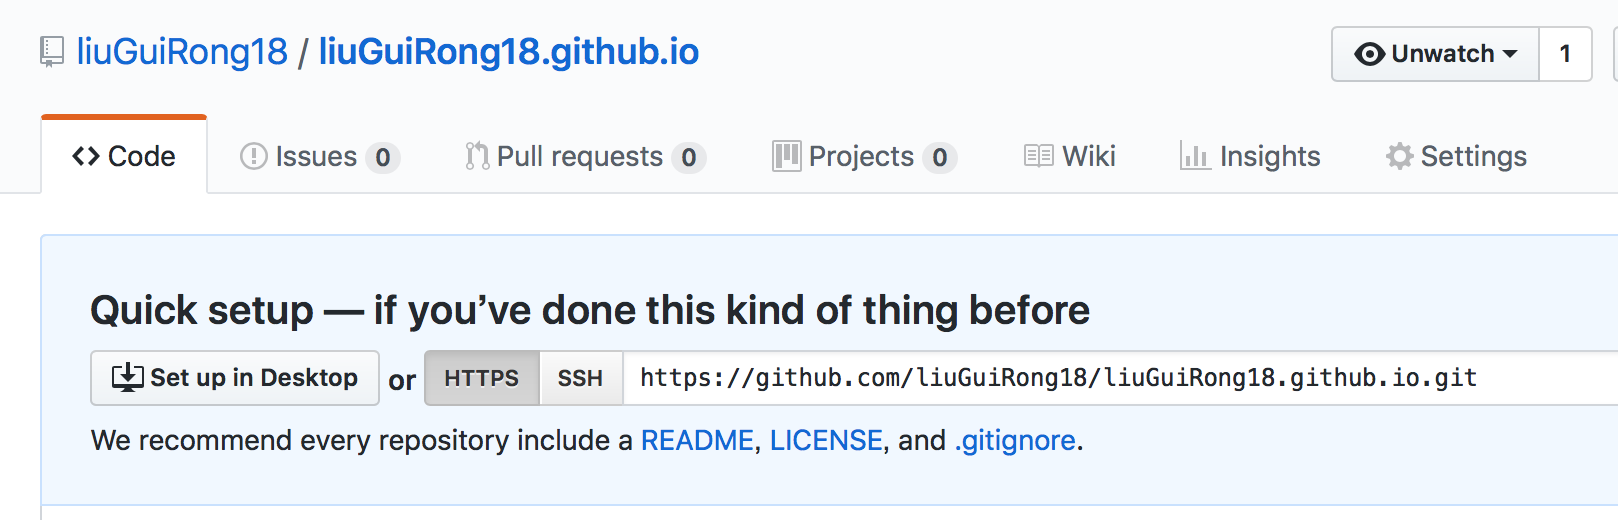 liuGuiRong18 / liuGuiRong18.github.io
Unwatch 1
Code Issues 0 Pull requests 0 Projects 0 Wiki Insights Settings
Quick setup — if you’ve done this kind of thing before
Set up in Desktop or HTTPS SSH https://github.com/liuGuiRong18/liuGuiRong18.github.io.git
We recommend every repository include a README, LICENSE, and .gitignore.